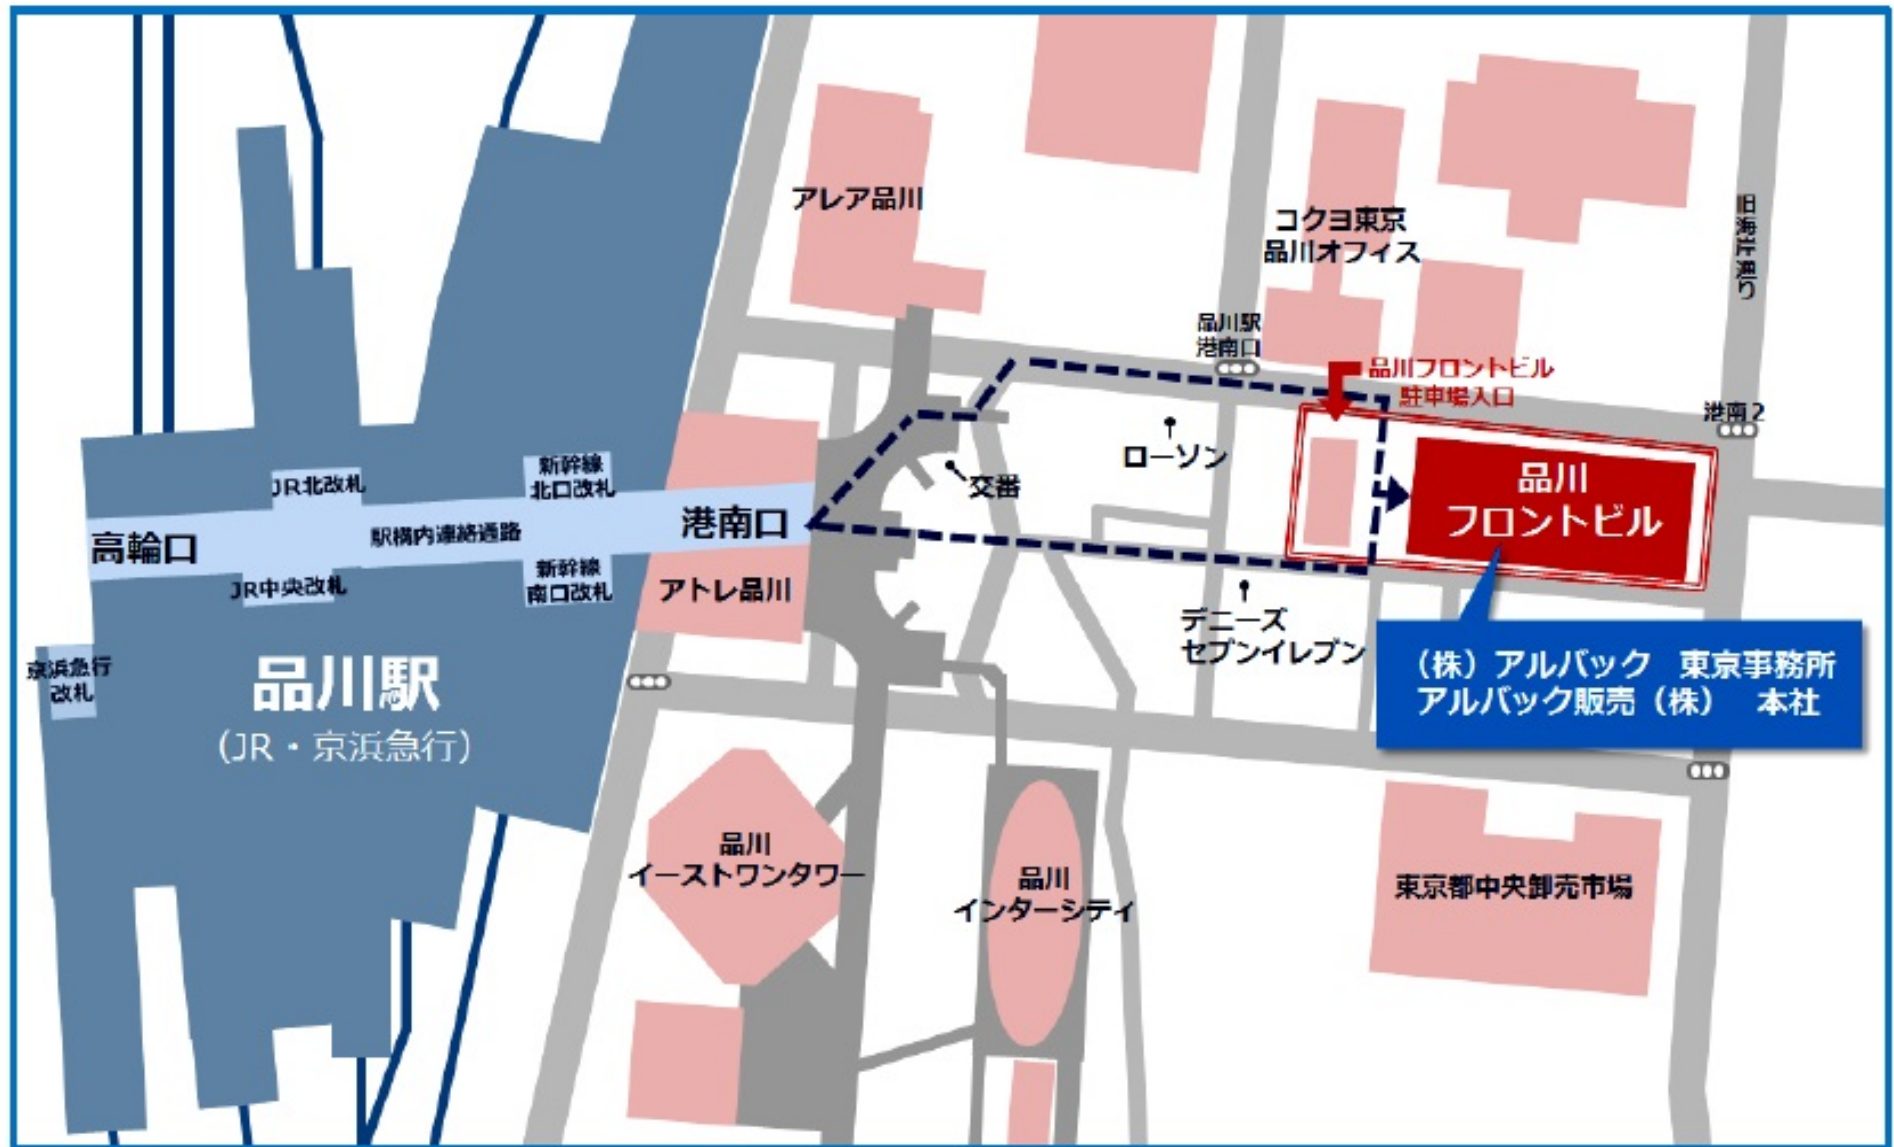 アレア品川
コクヨ東京
品川オフィス
旧海岸通り
品川駅
港南口
品川フロントビル
駐車場入口
港南2
ローソン
交番
品川
フロントビル
JR北改札
新幹線
北口改札
高輪口
駅構内連絡通路
港南口
JR中央改札
新幹線
南口改札
アトレ品川
デニーズ
セブンイレブン
京浜急行
改札
品川駅
(JR・京浜急行)
(株)アルバック 東京事務所
アルバック販売(株) 本社
品川
イーストワンタワー
品川
インターシティ
東京都中央卸売市場